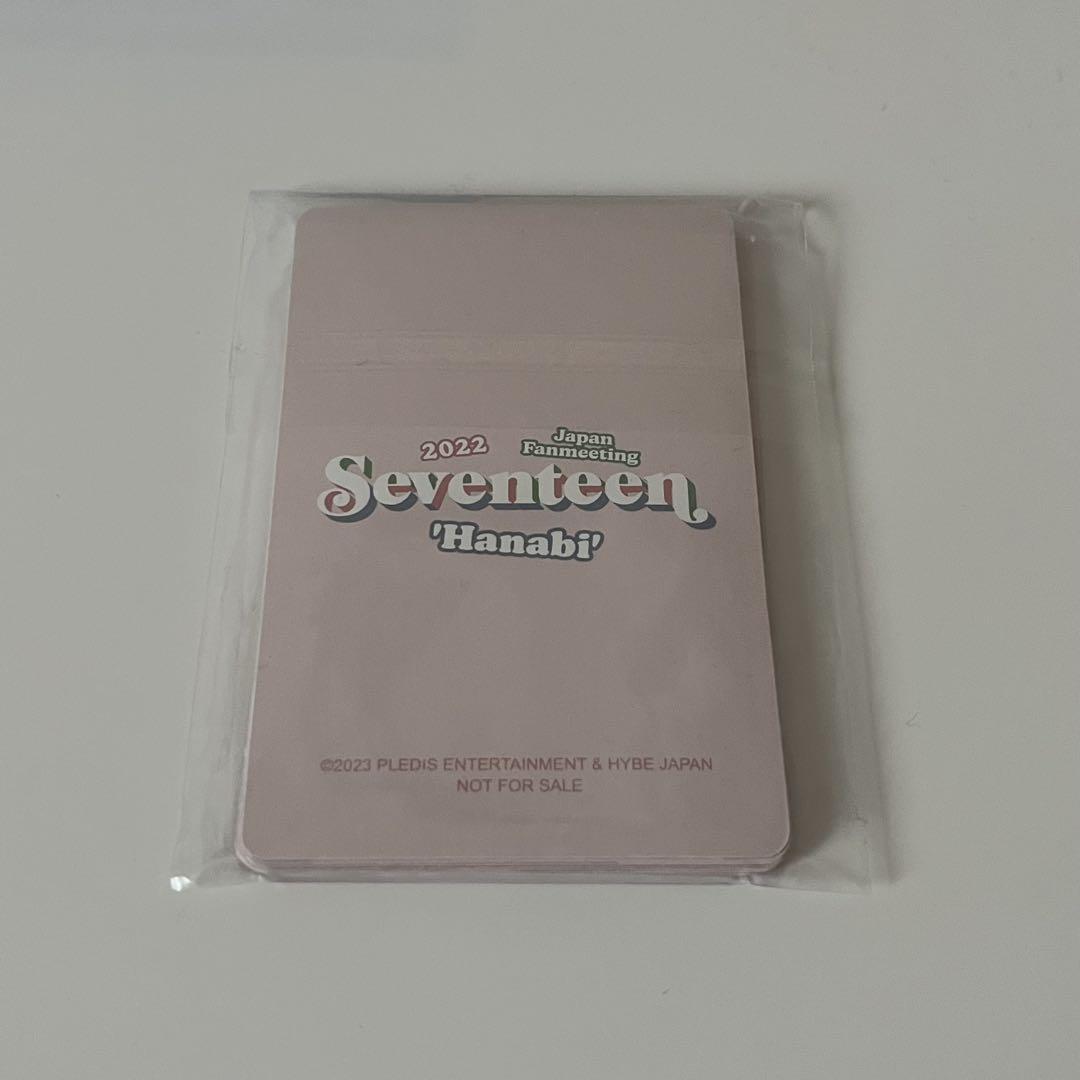 2022
Japan
Fanmeeting
Seventeen
'Hanabi'
©2023 PLEDIS ENTERTAINMENT & HYBE JAPAN
NOT FOR SALE